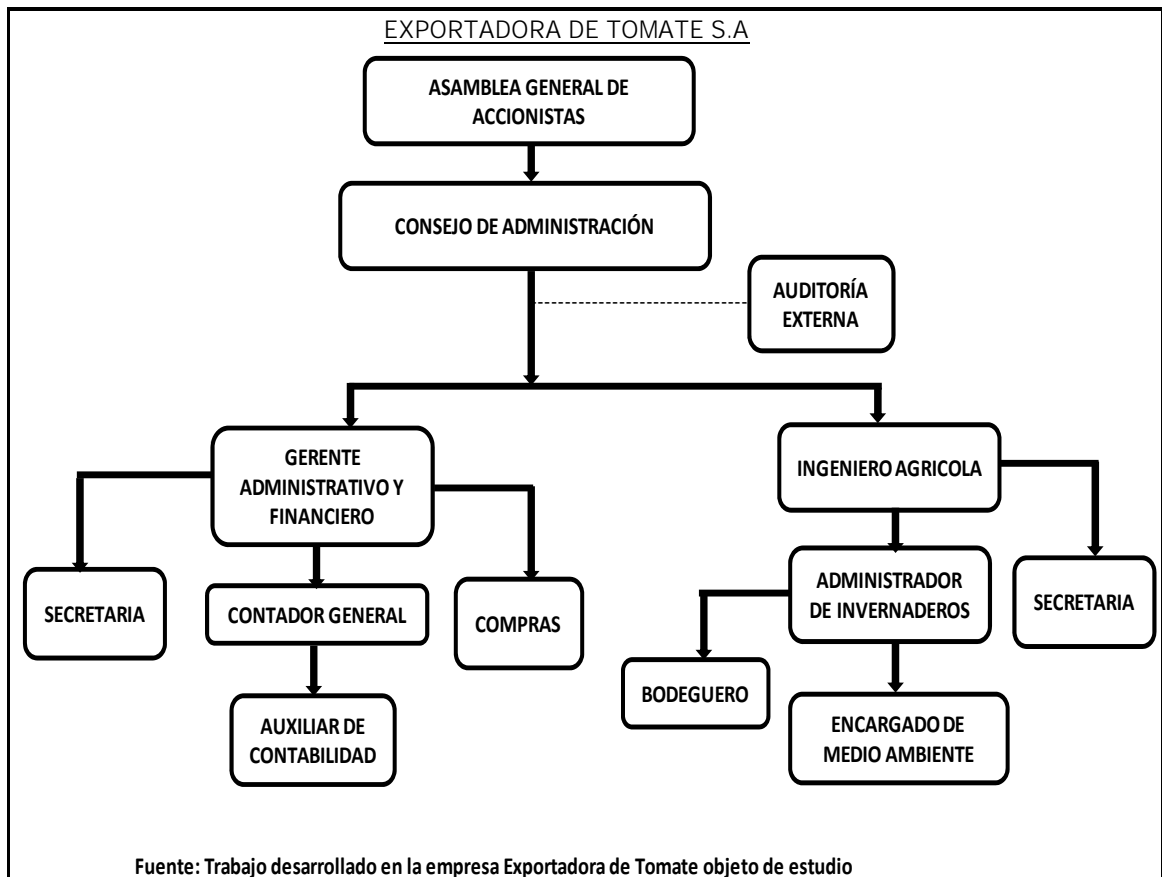 EXPORTADORA DE TOMATE S.A
ASAMBLEA GENERAL DE
ACCIONISTAS
CONSEJO DE ADMINISTRACIÓN
AUDITORÍA
EXTERNA
GERENTE
ADMINISTRATIVO Y
FINANCIERO
INGENIERO AGRICOLA
SECRETARIA
CONTADOR GENERAL
COMPRAS
ADMINISTRADOR
DE INVERNADEROS
SECRETARIA
AUXILIAR DE
CONTABILIDAD
BODEGUERO
ENCARGADO DE
MEDIO AMBIENTE
Fuente: Trabajo desarrollado en la empresa Exportadora de Tomate objeto de estudio